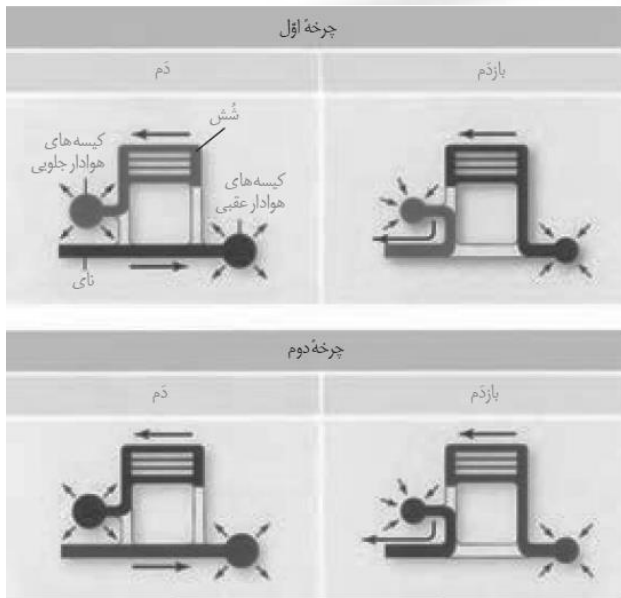 چرخهٔ اوّل
دَم
بازدَم
شُش
کیسه‌های
هوادار جلویی
کیسه‌های
هوادار عقبی
نای
چرخهٔ دوم
دَم
بازدَم